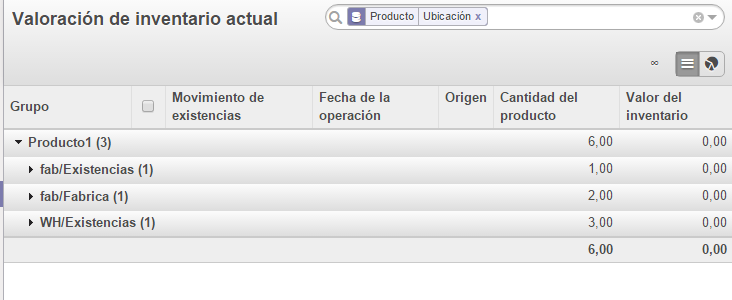 Valoración de inventario actual
Producto Ubicación x
∞
Grupo Movimiento de existencias Fecha de la operación Origen Cantidad del producto Valor del inventario
Producto1 (3) 6,00 0,00
fab/Existencias (1) 1,00 0,00
fab/Fabrica (1) 2,00 0,00
WH/Existencias (1) 3,00 0,00
6,00 0,00